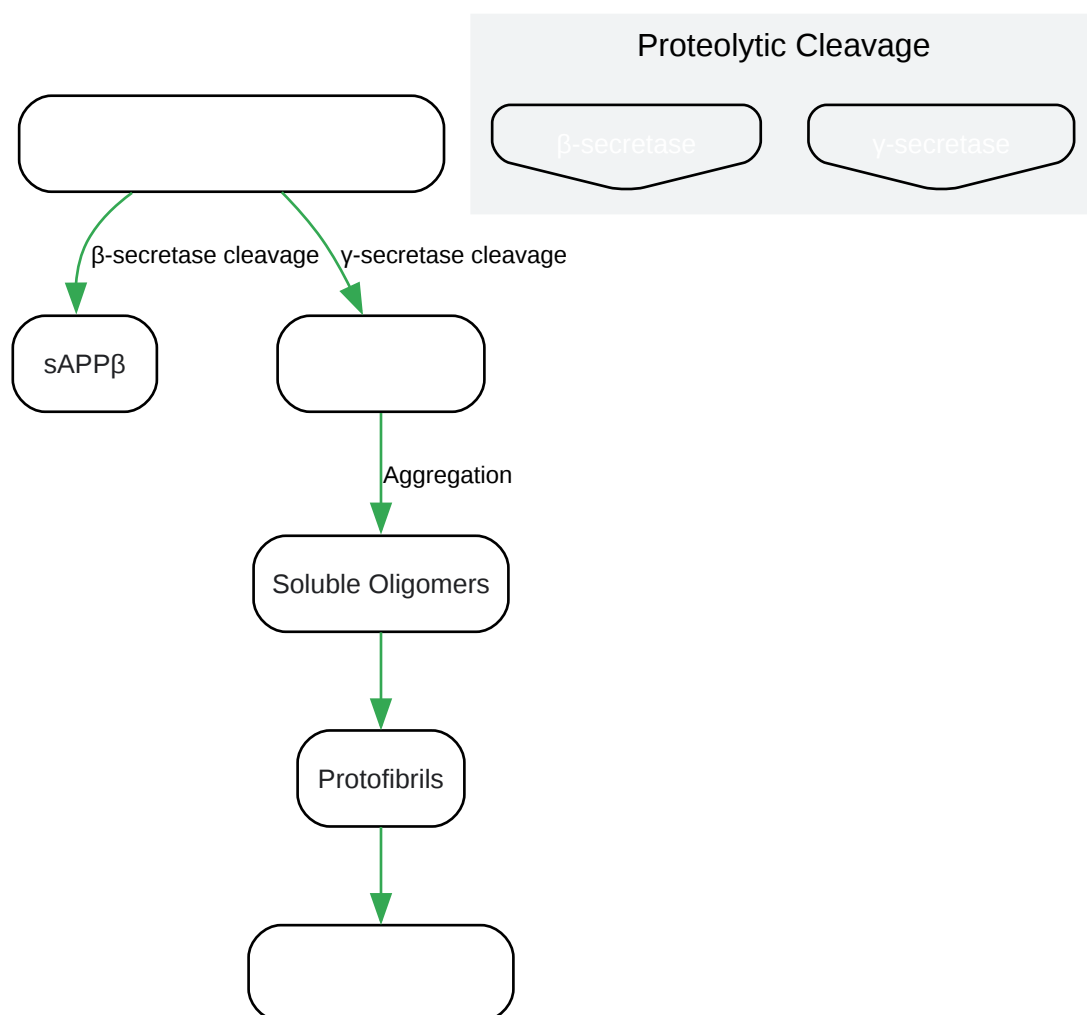 Proteolytic Cleavage
β-secretase
γ-secretase
β-secretase cleavage
γ-secretase cleavage
sAPPβ
Aggregation
Soluble Oligomers
Protofibrils